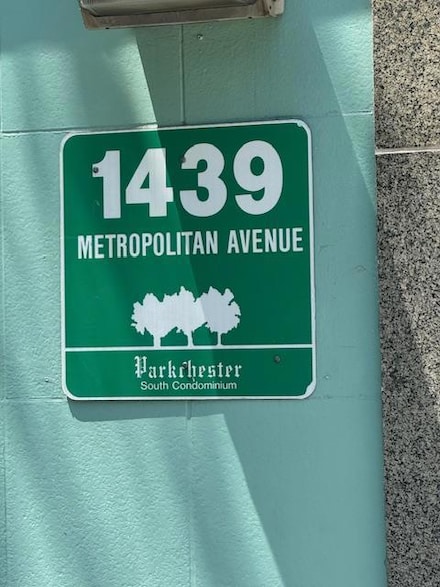 1439
METROPOLITAN AVENUE
Parkchester
South Condominium